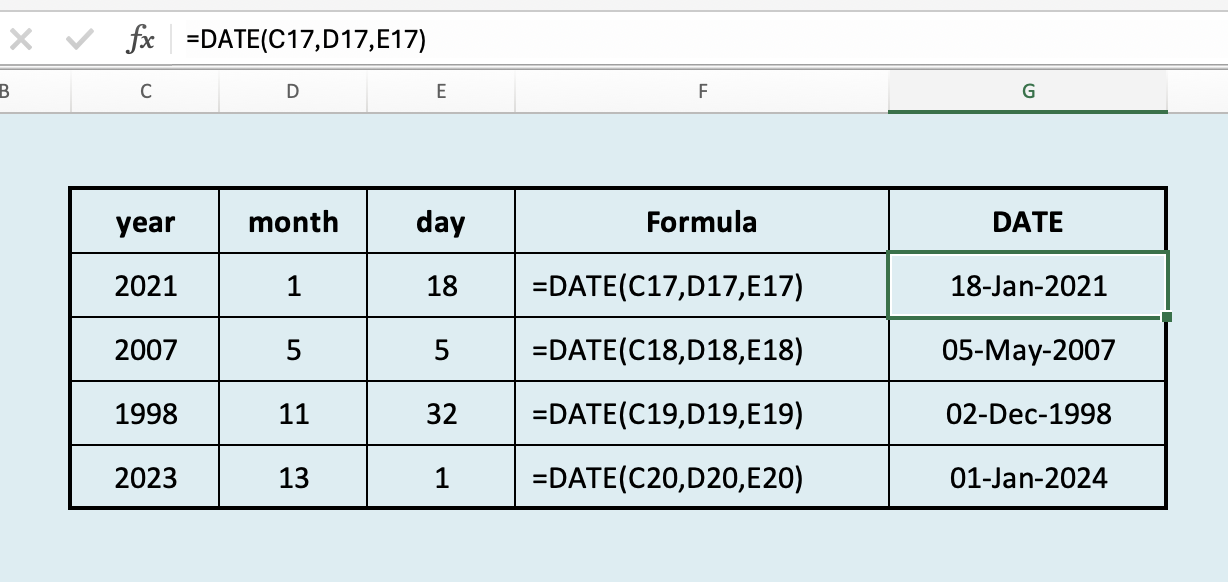 fx =DATE(C17,D17,E17)
B C D E F G
year month day Formula DATE
2021 1 18 =DATE(C17,D17,E17) 18-Jan-2021
2007 5 5 =DATE(C18,D18,E18) 05-May-2007
1998 11 32 =DATE(C19,D19,E19) 02-Dec-1998
2023 13 1 =DATE(C20,D20,E20) 01-Jan-2024